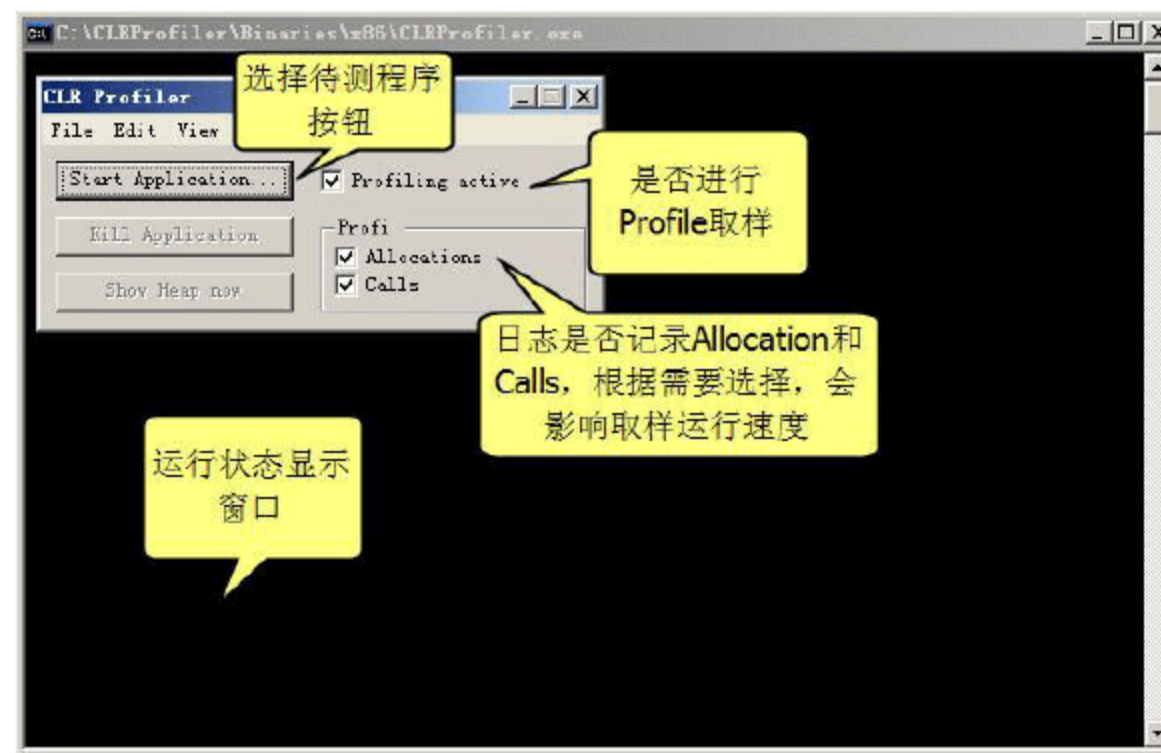 C:\CLRProfiler\Binaries\x86\CLRProfiler.exe
选择待测程序
按钮
CLR Profiler
File Edit View
Start Application...
Profiling active
是否进行
Profile取样
Kill Application
Profi
Allocations
Show Heap now
Calls
日志是否记录Allocation和
Calls，根据需要选择，会
影响取样运行速度
运行状态显示
窗口